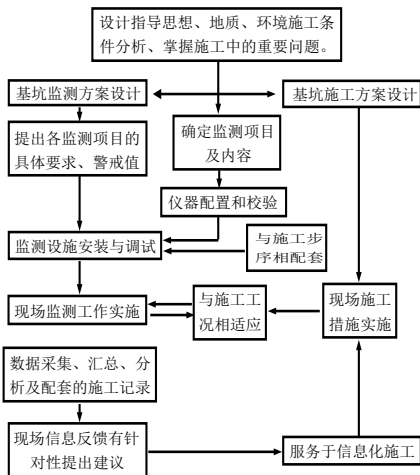 设计指导思想、地质、环境施工条
件分析、掌握施工中的重要问题。
基坑监测方案设计
基坑施工方案设计
提出各监测项目的
具体要求、警戒值
确定监测项目
及内容
仪器配置和校验
监测设施安装与调试
与施工步
序相配套
现场监测工作实施
与施工工
况相适应
现场施工
措施实施
数据采集、汇总、分
析及配套的施工记录
现场信息反馈有针
对性提出建议
服务于信息化施工